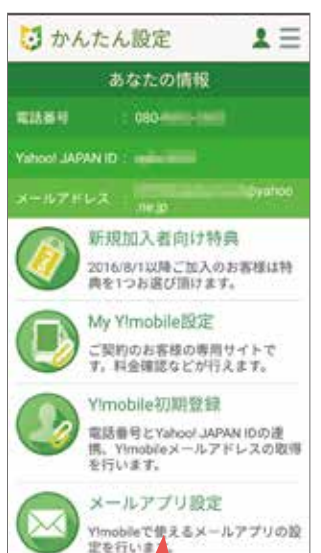 かんたん設定
あなたの情報
電話番号 : 080-
Yahoo! JAPAN ID :
メールアドレス : @yahoo
.ne.jp
新規加入者向け特典
2016/8/1以降ご加入のお客様は特
典を1つお選び頂けます。
My Y!mobile設定
ご契約のお客様の専用サイトで
す。料金確認などが行えます。
Y!mobile初期登録
電話番号とYahoo! JAPAN IDの連
携、Y!mobileメールアドレスの取得
を行います。
メールアプリ設定
Y!mobileで使えるメールアプリの設
定を行いま